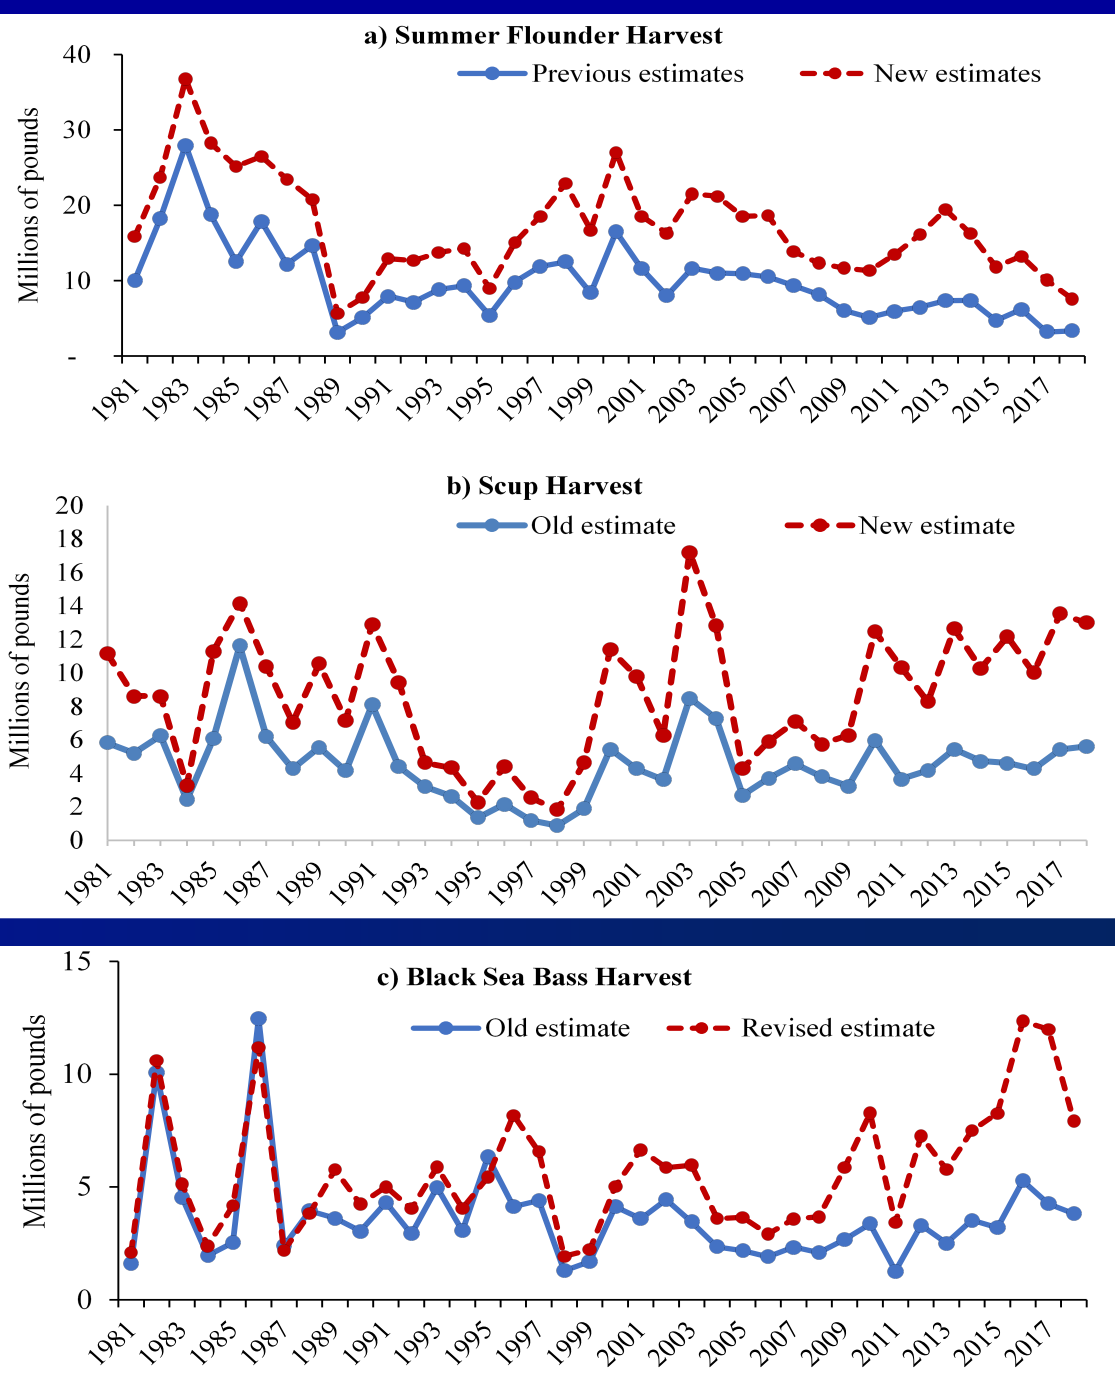 a) Summer Flounder Harvest
Previous estimates New estimates
Millions of pounds
40
30
20
10
-
1981 1983 1985 1987 1989 1991 1993 1995 1997 1999 2001 2003 2005 2007 2009 2011 2013 2015 2017
b) Scup Harvest
Old estimate New estimate
Millions of pounds
20
18
16
14
12
10
8
6
4
2
0
1981 1983 1985 1987 1989 1991 1993 1995 1997 1999 2001 2003 2005 2007 2009 2011 2013 2015 2017
c) Black Sea Bass Harvest
Old estimate Revised estimate
Millions of pounds
15
10
5
0
1981 1983 1985 1987 1989 1991 1993 1995 1997 1999 2001 2003 2005 2007 2009 2011 2013 2015 2017